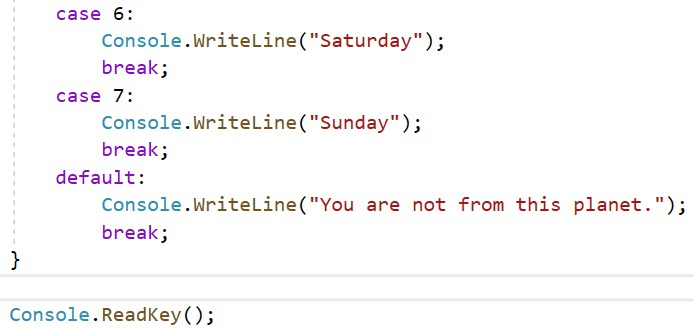 case 6:
Console.WriteLine("Saturday");
break;
case 7:
Console.WriteLine("Sunday");
break;
default:
Console.WriteLine("You are not from this planet.");
break;
}
Console.ReadKey();